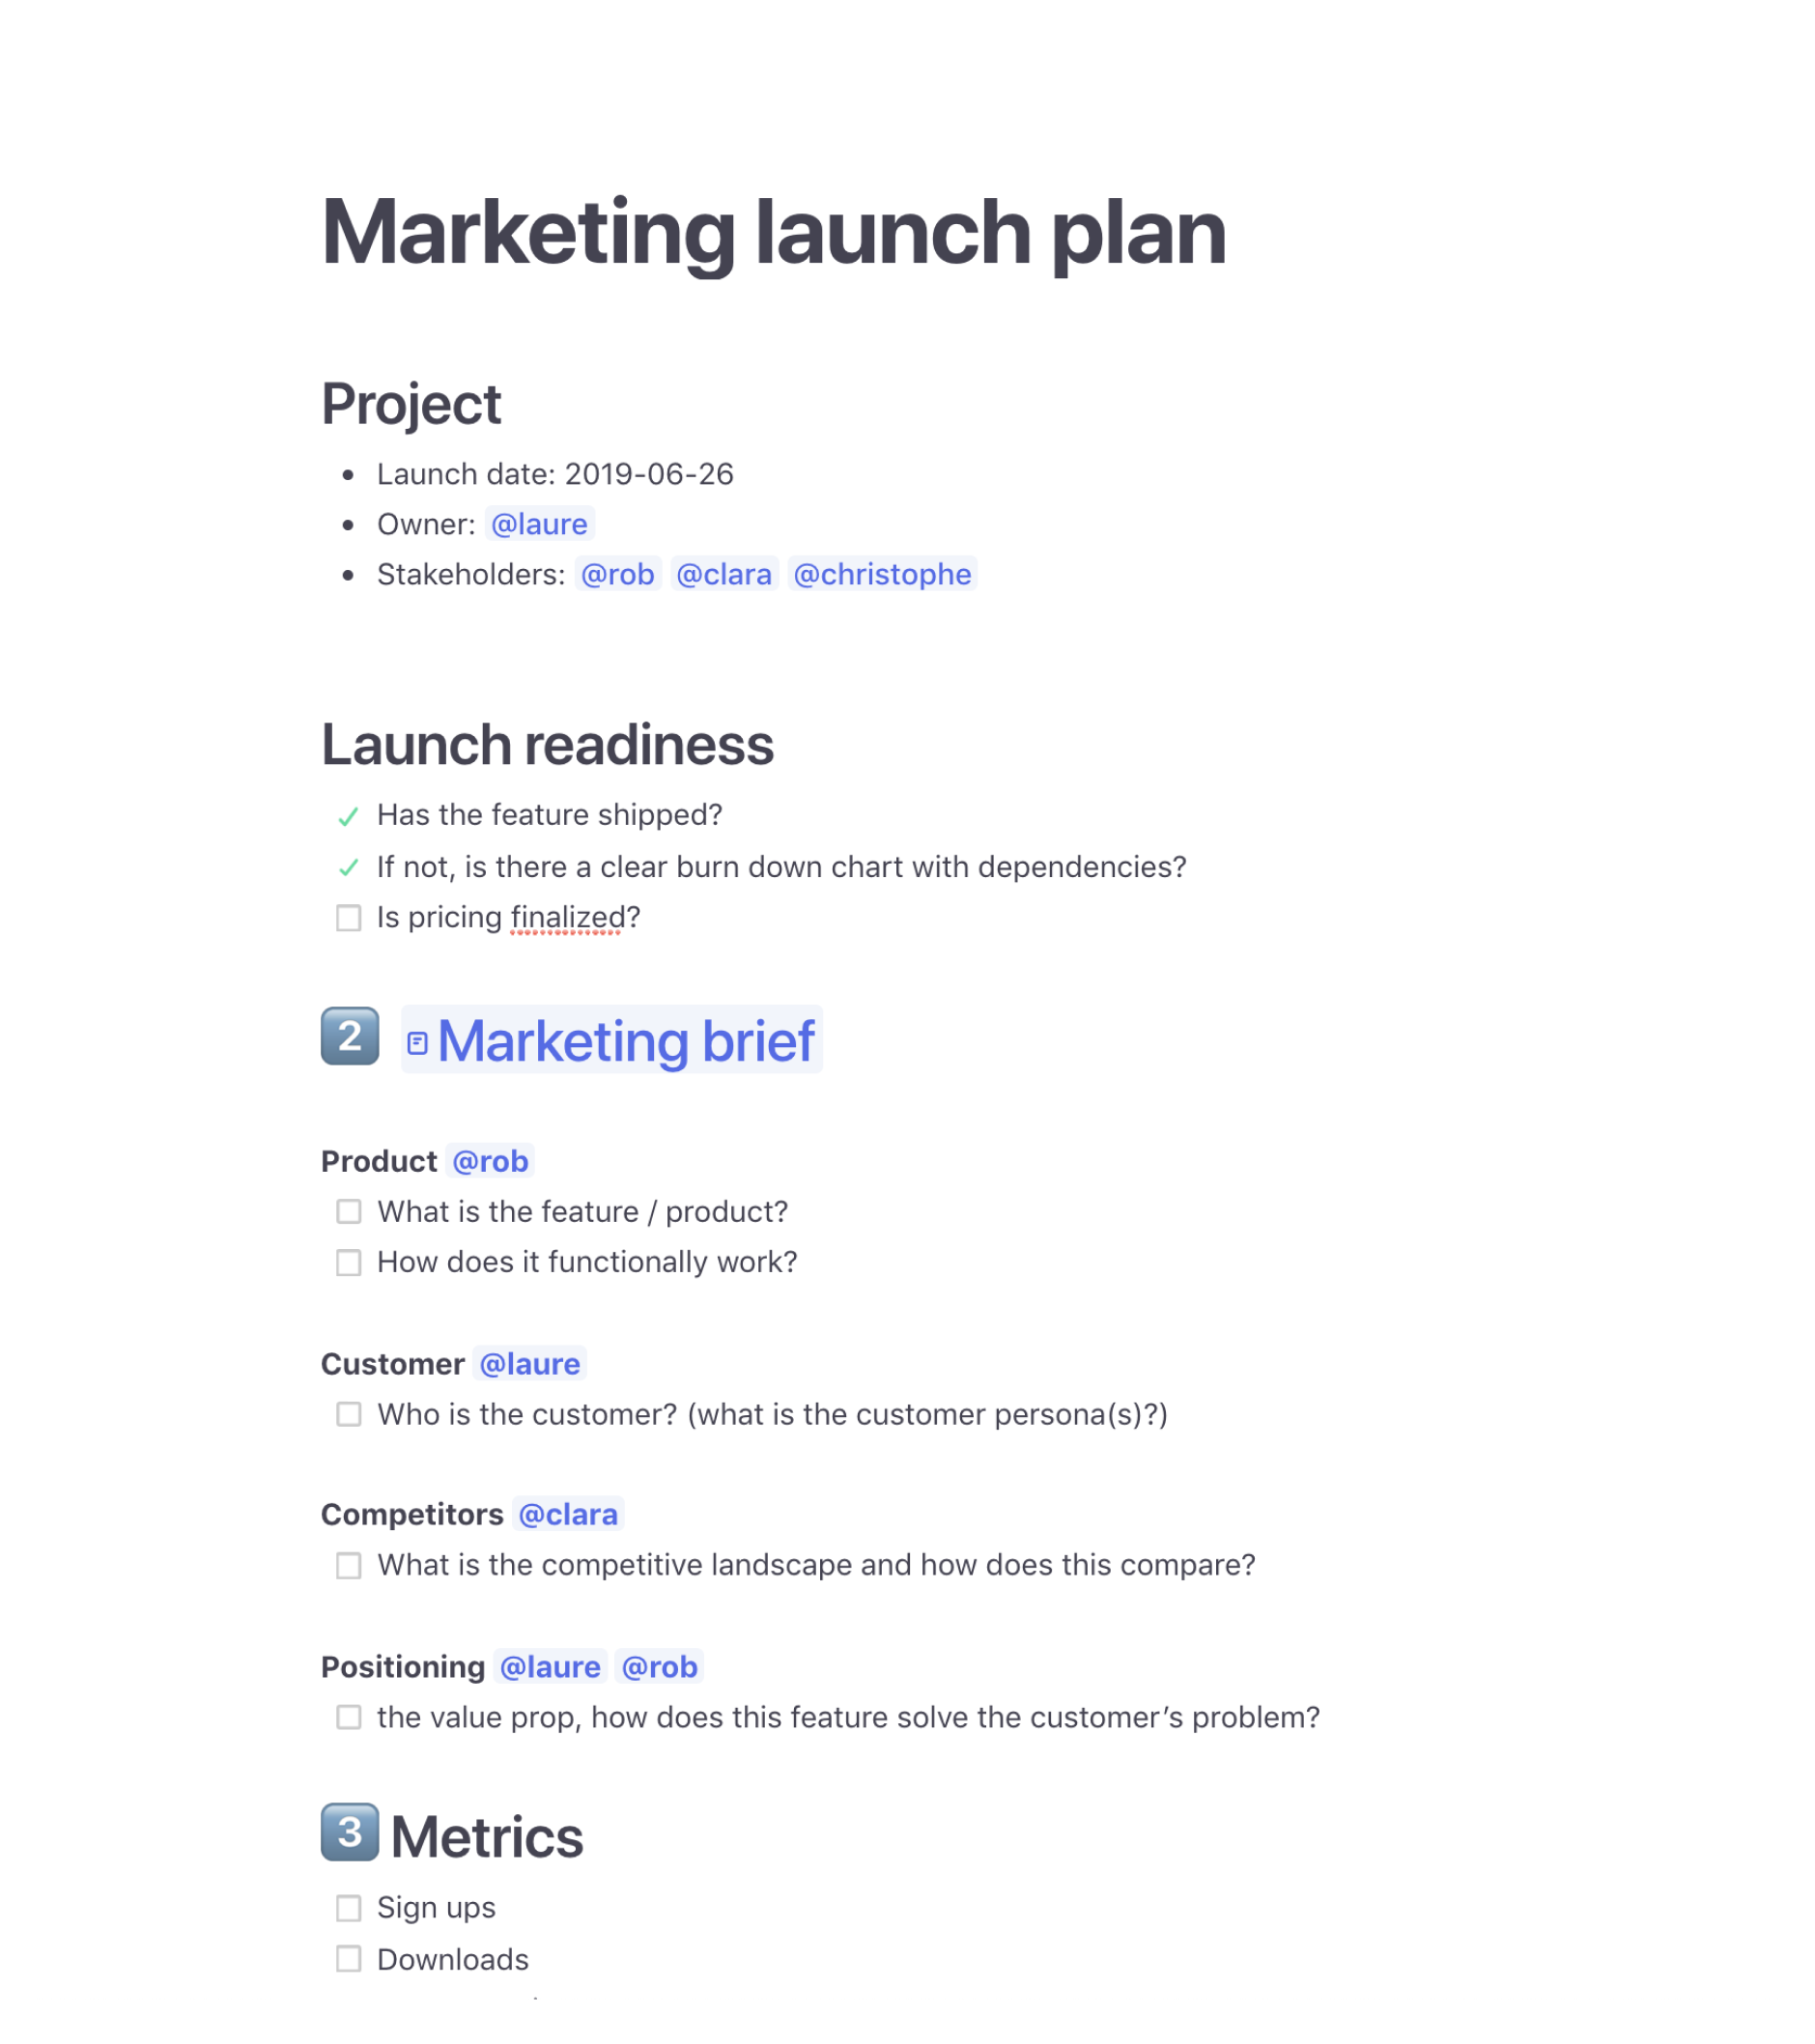 Marketing launch plan
Project
• Launch date: 2019-06-26
• Owner: @laure
• Stakeholders: @rob @clara @christophe
Launch readiness
Has the feature shipped?
If not, is there a clear burn down chart with dependencies?
Is pricing finalized?
2 Marketing brief
Product @rob
What is the feature / product?
How does it functionally work?
Customer @laure
Who is the customer? (what is the customer persona(s)?)
Competitors @clara
What is the competitive landscape and how does this compare?
Positioning @laure @rob
the value prop, how does this feature solve the customer’s problem?
3 Metrics
Sign ups
Downloads